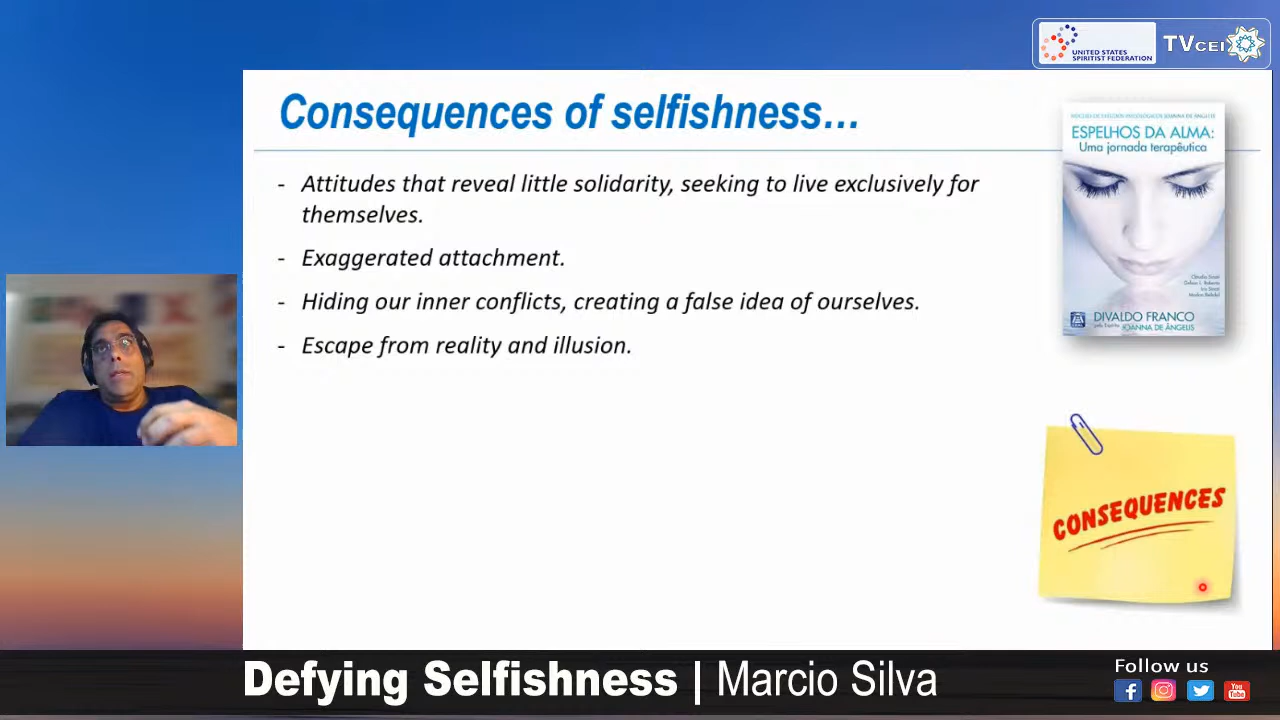 UNITED STATES
SPIRITIST FEDERATION
TVCEI
Consequences of selfishness...
- Attitudes that reveal little solidarity, seeking to live exclusively for
themselves.
- Exaggerated attachment.
- Hiding our inner conflicts, creating a false idea of ourselves.
- Escape from reality and illusion.
ESPELHOS DA ALMA:
Uma jornada terapêutica
DIVALDO FRANCO
JOANNA DE ÂNGELIS
CONSEQUENCES
Defying Selfishness | Marcio Silva
Follow us
You
Tube